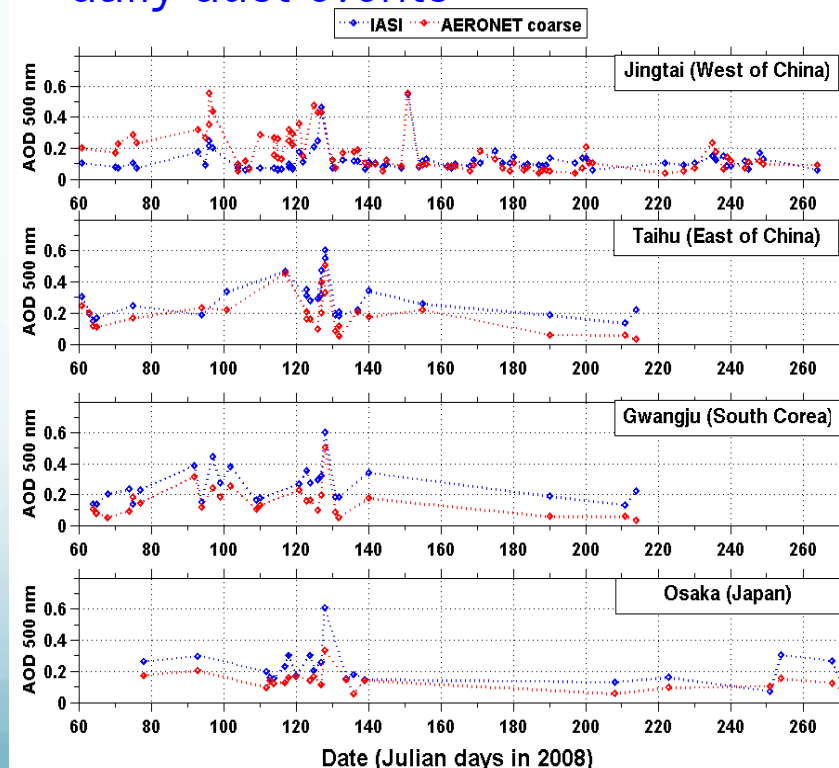 daily dust events
IASI AERONET coarse
Jingtai (West of China)
AOD 500 nm
0.6
0.4
0.2
0
60 80 100 120 140 160 180 200 220 240 260
Taihu (East of China)
AOD 500 nm
0.6
0.4
0.2
0
60 80 100 120 140 160 180 200 220 240 260
Gwangju (South Corea)
AOD 500 nm
0.6
0.4
0.2
0
60 80 100 120 140 160 180 200 220 240 260
Osaka (Japan)
AOD 500 nm
0.6
0.4
0.2
0
60 80 100 120 140 160 180 200 220 240 260
Date (Julian days in 2008)